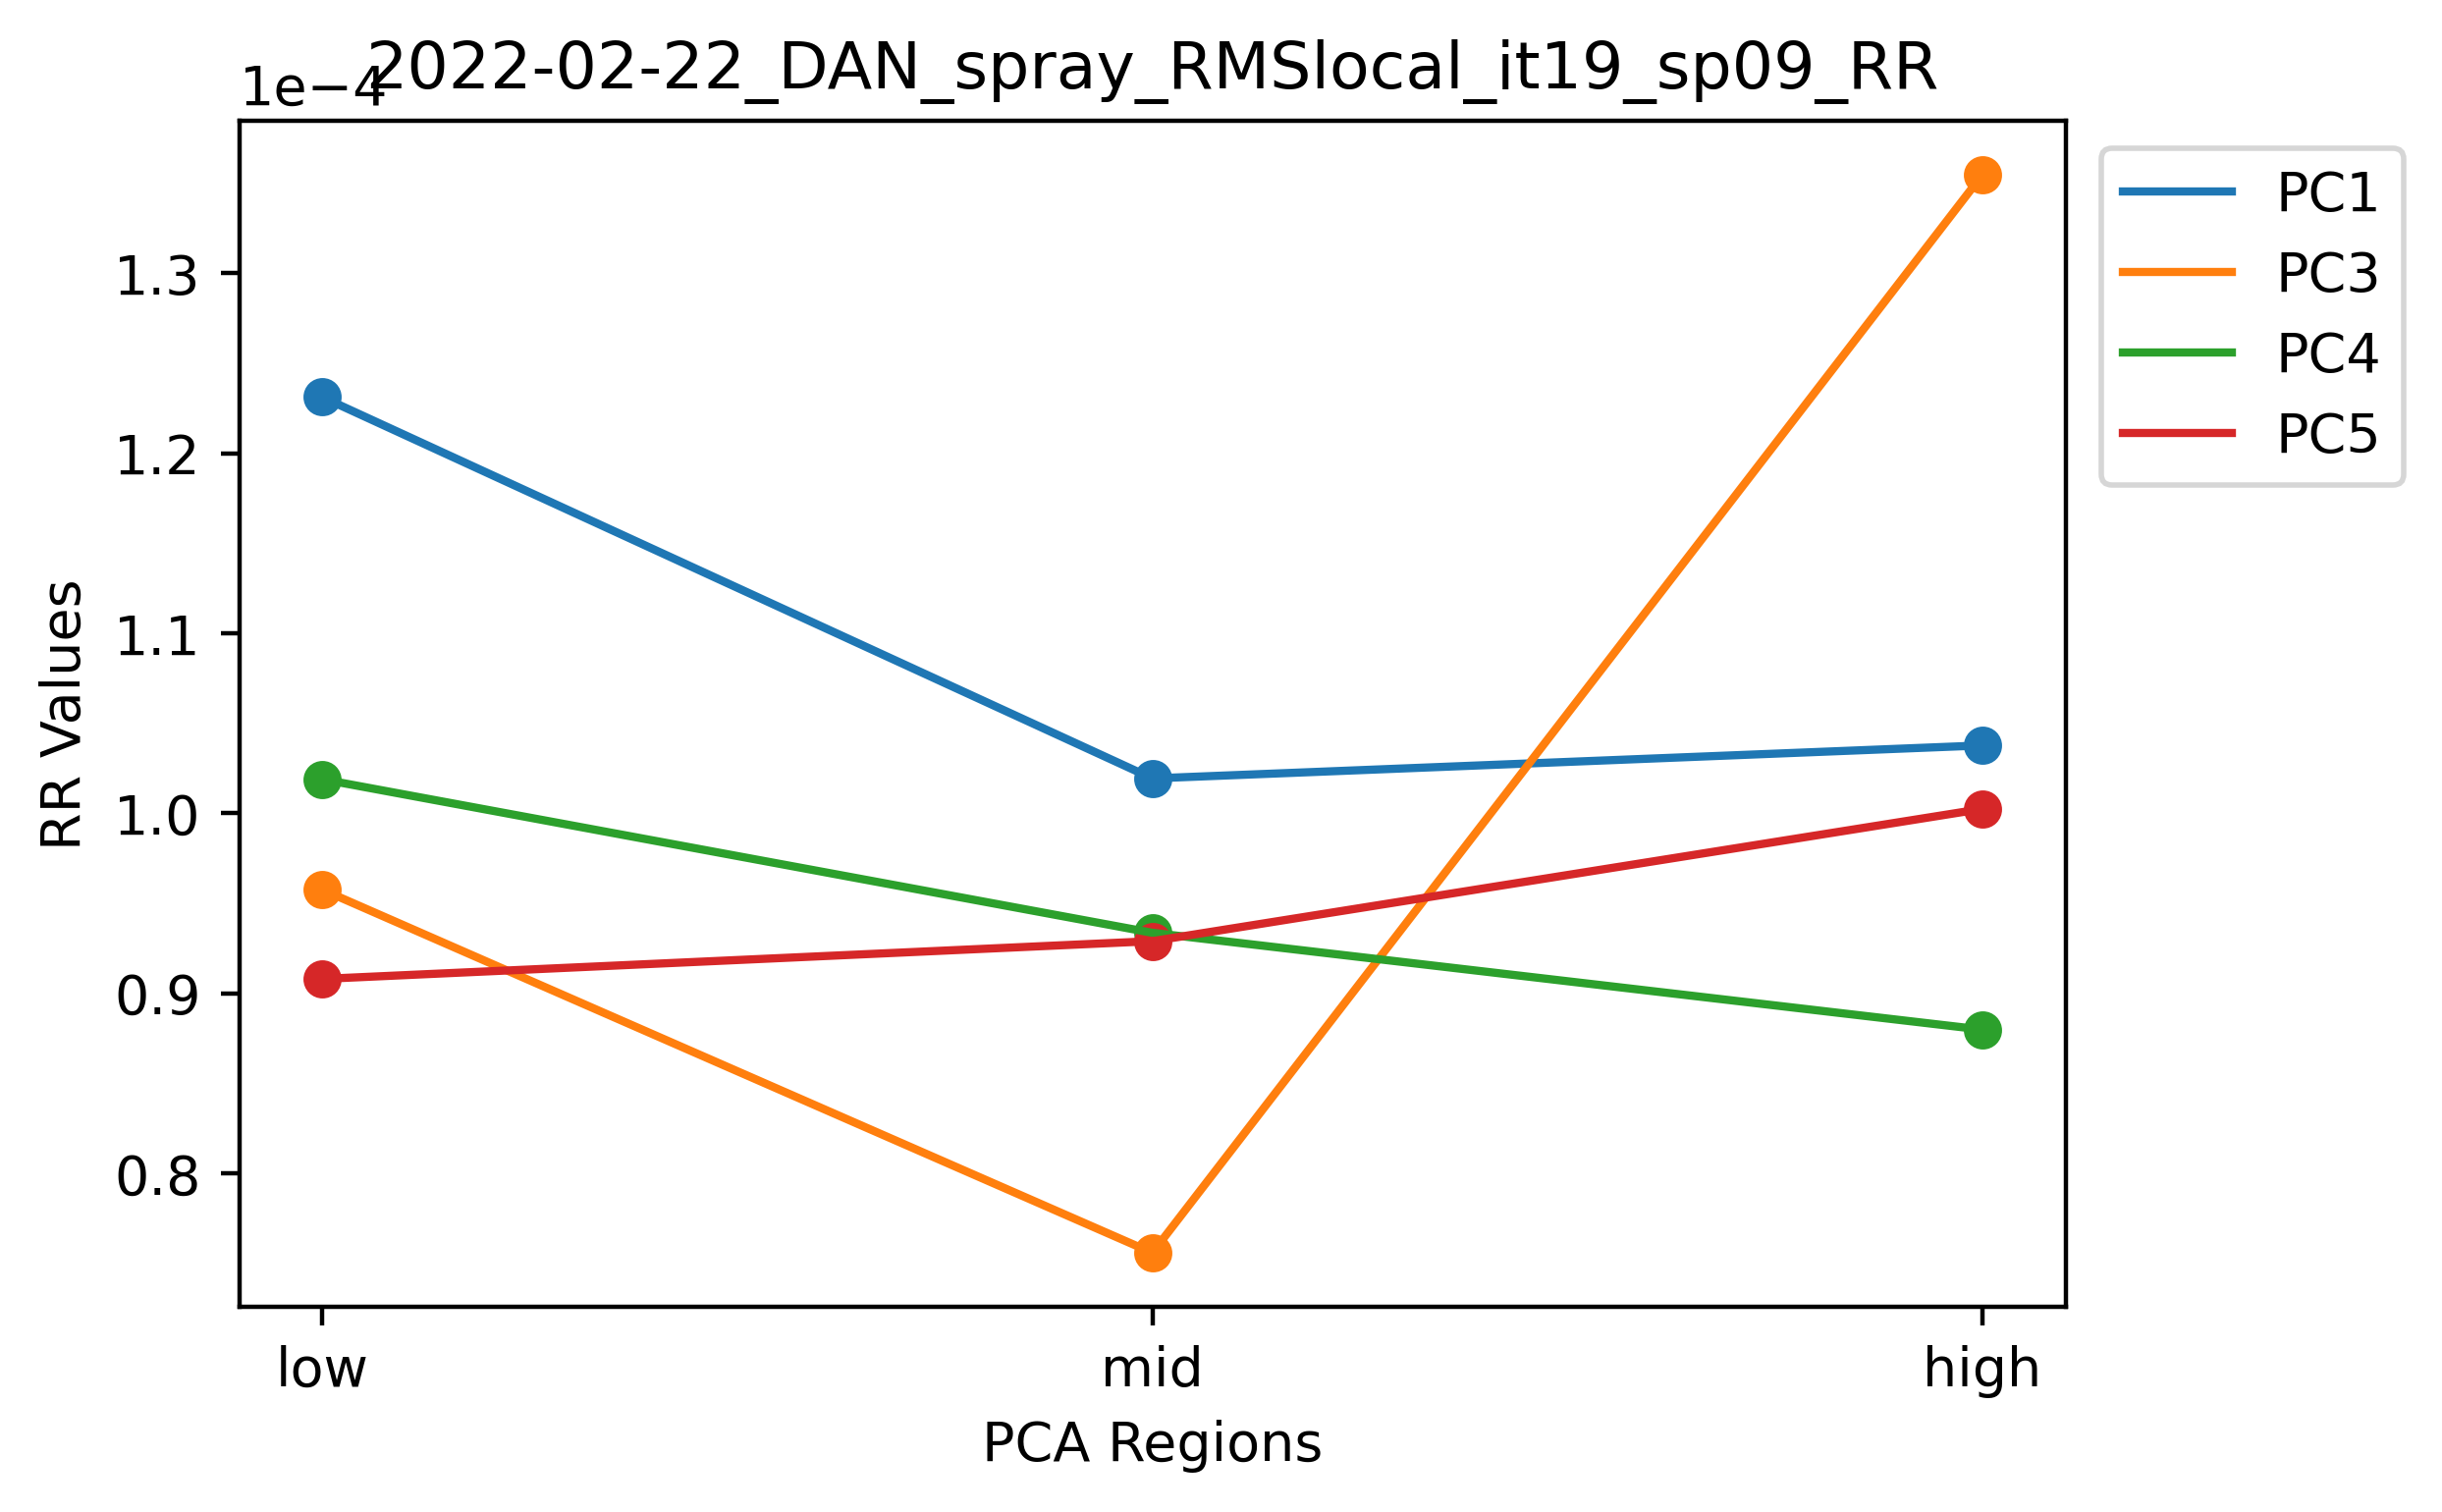 2022-02-22_DAN_spray_RMSlocal_it19_sp09_RR
1e−4
1.3
1.2
1.1
1.0
0.9
0.8
RR Values
low
mid
high
PCA Regions
PC1
PC3
PC4
PC5